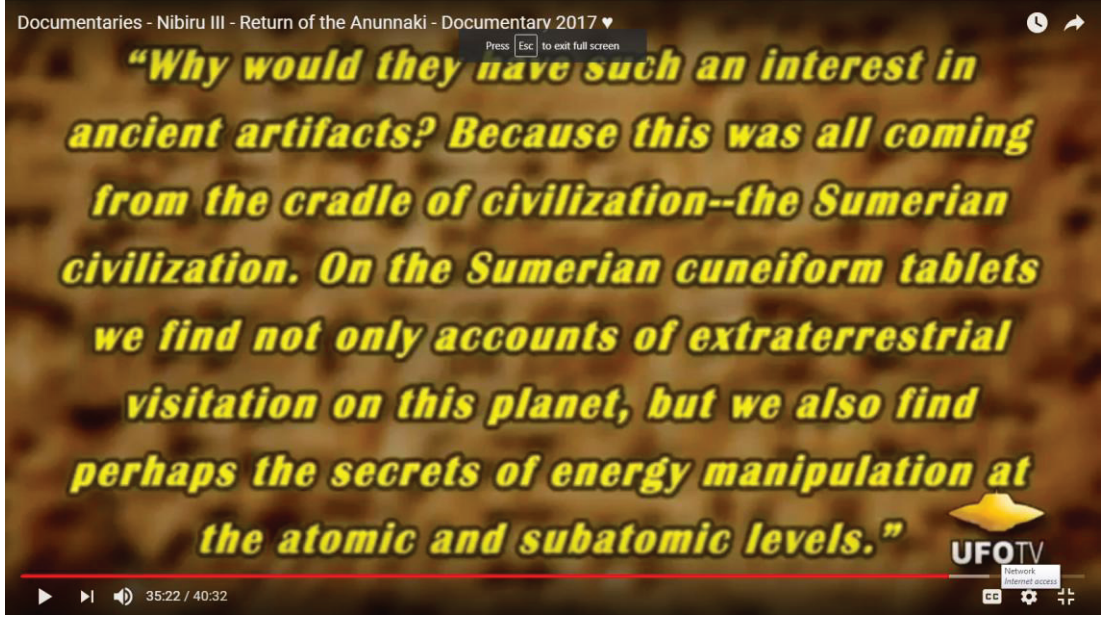 Documentaries - Nibiru III - Return of the Anunnaki - Documentary 2017 ♥
Press Esc to exit full screen
“Why would they have such an interest in
ancient artifacts? Because this was all coming
from the cradle of civilization--the Sumerian
civilization. On the Sumerian cuneiform tablets
we find not only accounts of extraterrestrial
visitation on this planet, but we also find
perhaps the secrets of energy manipulation at
the atomic and subatomic levels.”
UFOTV
Network
Internet access
35:22 / 40:32
CC